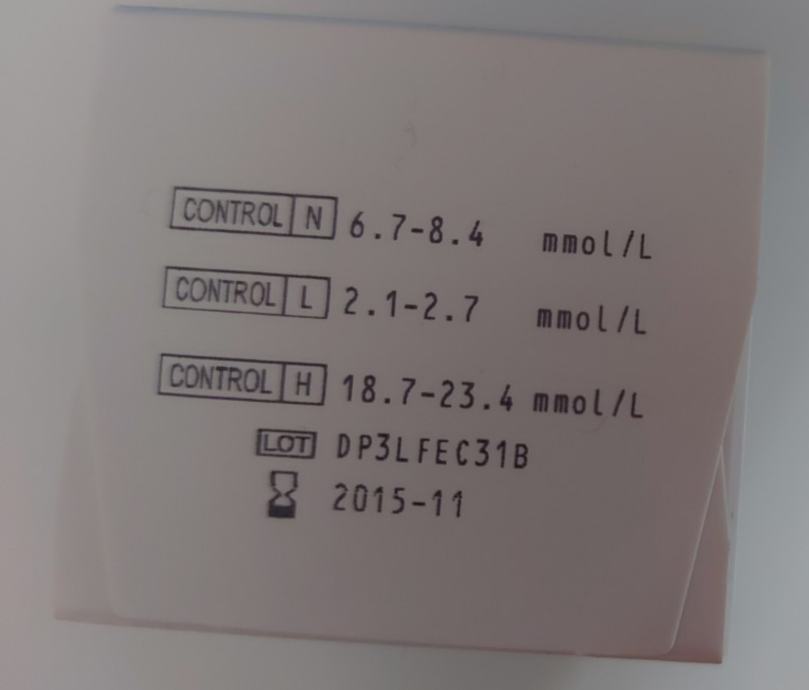 CONTROL N 6.7-8.4 mmol/L
CONTROL L 2.1-2.7 mmol/L
CONTROL H 18.7-23.4 mmol/L
LOT DP3LFEC31B
2015-11